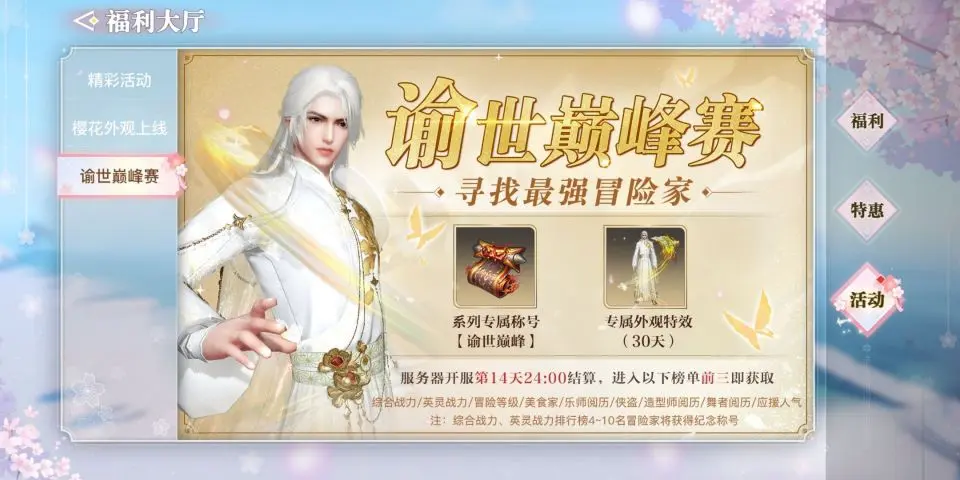 福利大厅
精彩活动
樱花外观上线
谕世巅峰赛
谕世巅峰赛
寻找最强冒险家
系列专属称号
【谕世巅峰】
专属外观特效
（30天）
服务器开服第14天24:00结算，进入以下榜单前三即获取
综合战力/英灵战力/冒险等级/美食家/乐师阅历/侠盗/造型师阅历/舞者阅历/应援人气
注：综合战力、英灵战力排行榜4~10名冒险家将获得纪念称号
福利
特惠
活动